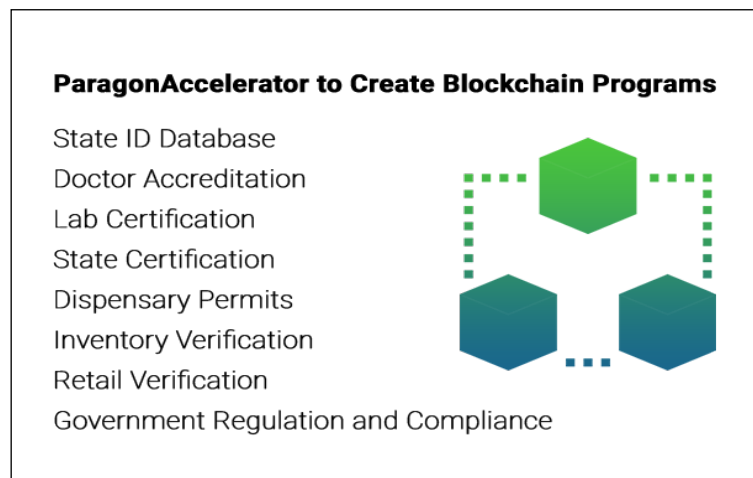 ParagonAccelerator to Create Blockchain Programs
State ID Database
Doctor Accreditation
Lab Certification
State Certification
Dispensary Permits
Inventory Verification
Retail Verification
Government Regulation and Compliance